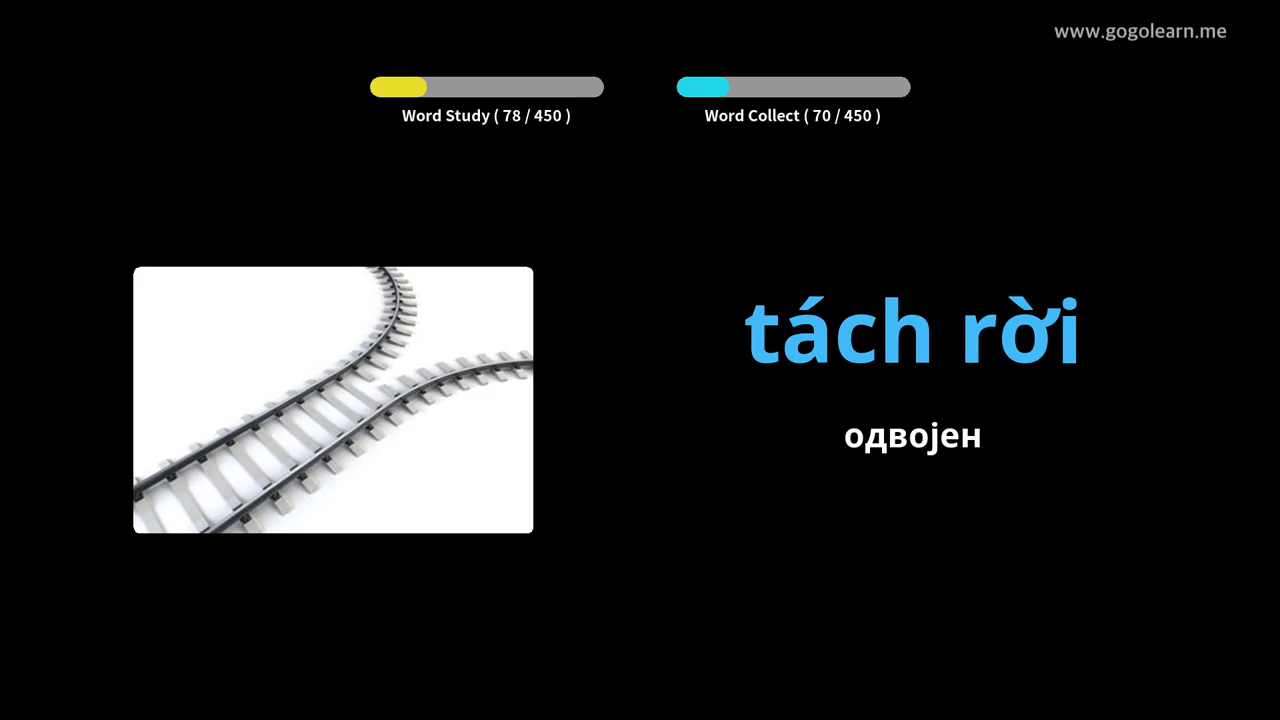 www.gogolearn.me
Word Study ( 78 / 450 )
Word Collect ( 70 / 450 )
tách rời
одвојен